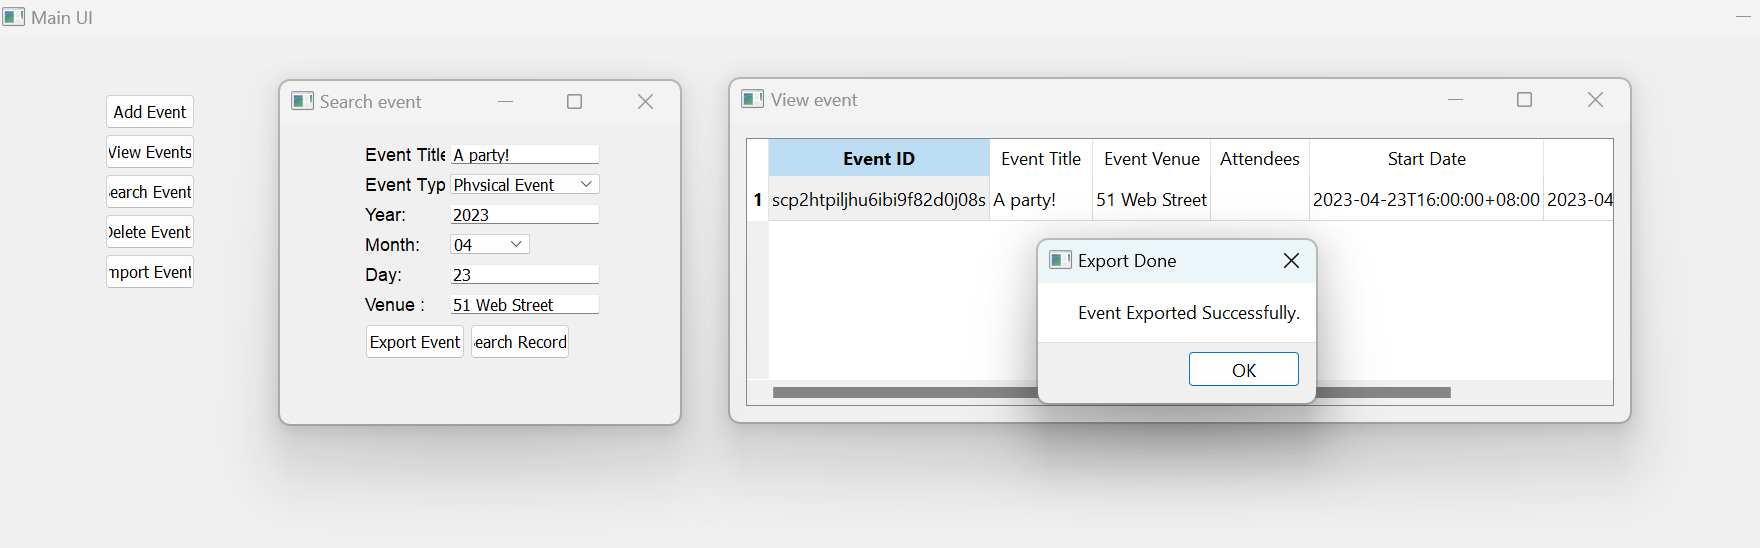 Main UI
Add Event
View Events
earch Event
Delete Event
mport Event
Search event
Event Title
A party!
Event Typ
Physical Event
Year:
2023
Month:
04
Day:
23
Venue :
51 Web Street
Export Event
earch Record
View event
Event ID Event Title Event Venue Attendees Start Date
1 scp2htpiljhu6ibi9f82d0j08s A party! 51 Web Street 2023-04-23T16:00:00+08:00 2023-04
Export Done
Event Exported Successfully.
OK